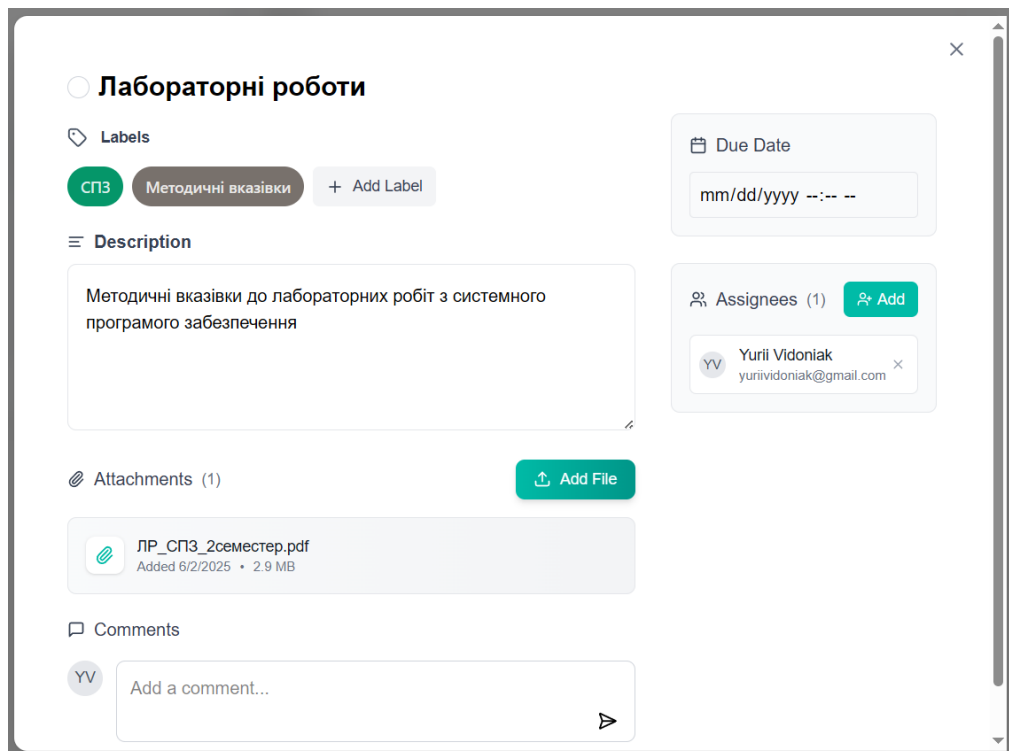 Лабораторні роботи
Labels
СПЗ
Методичні вказівки
+ Add Label
Description
Методичні вказівки до лабораторних робіт з системного
програмого забезпечення
Attachments (1)
Add File
ЛР_СПЗ_2семестер.pdf
Added 6/2/2025 • 2.9 MB
Comments
YV
Add a comment...
Due Date
mm/dd/yyyy --:-- --
Assignees (1)
Add
YV
Yurii Vidoniak
yuriividoniak@gmail.com